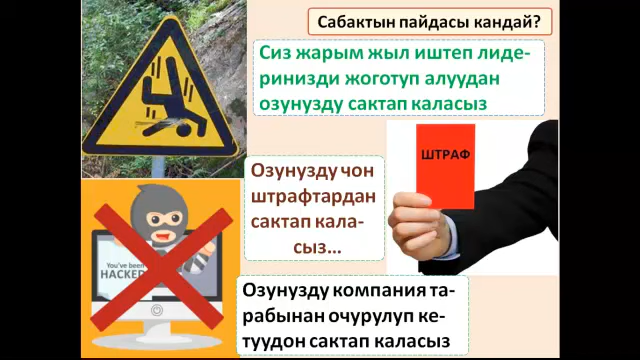 Сабактын пайдасы кандай?
Сиз жарым жыл иштеп лиде-
ринизди жоготуп алуудан
озунузду сактап каласыз
ШТРАФ
Озунузду чон
штрафтардан
сактап кала-
сыз...
You've been
HACKED
Озунузду компания та-
рабынан очурулуп ке-
туудон сактап каласыз